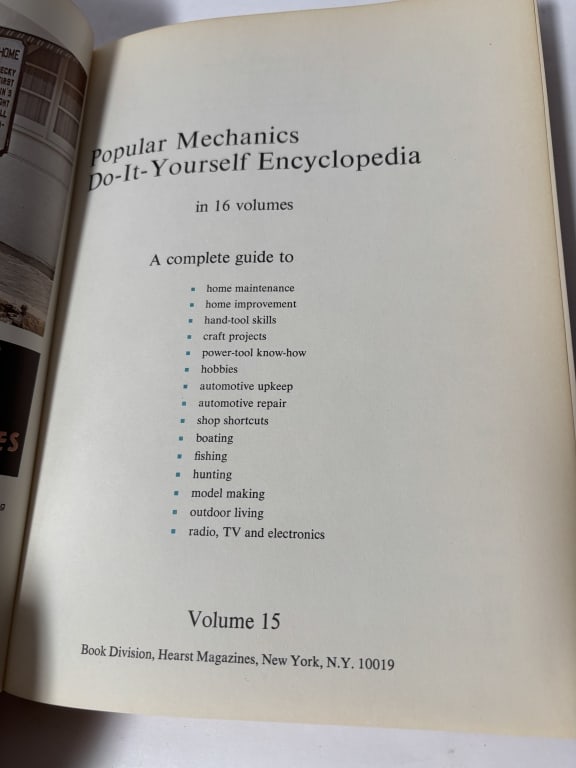 HOME
Popular Mechanics
Do-It-Yourself Encyclopedia
in 16 volumes
A complete guide to
▪ home maintenance
▪ home improvement
▪ hand-tool skills
▪ craft projects
▪ power-tool know-how
▪ hobbies
▪ automotive upkeep
▪ automotive repair
▪ shop shortcuts
▪ boating
▪ fishing
▪ hunting
▪ model making
▪ outdoor living
▪ radio, TV and electronics
Volume 15
Book Division, Hearst Magazines, New York, N.Y. 10019